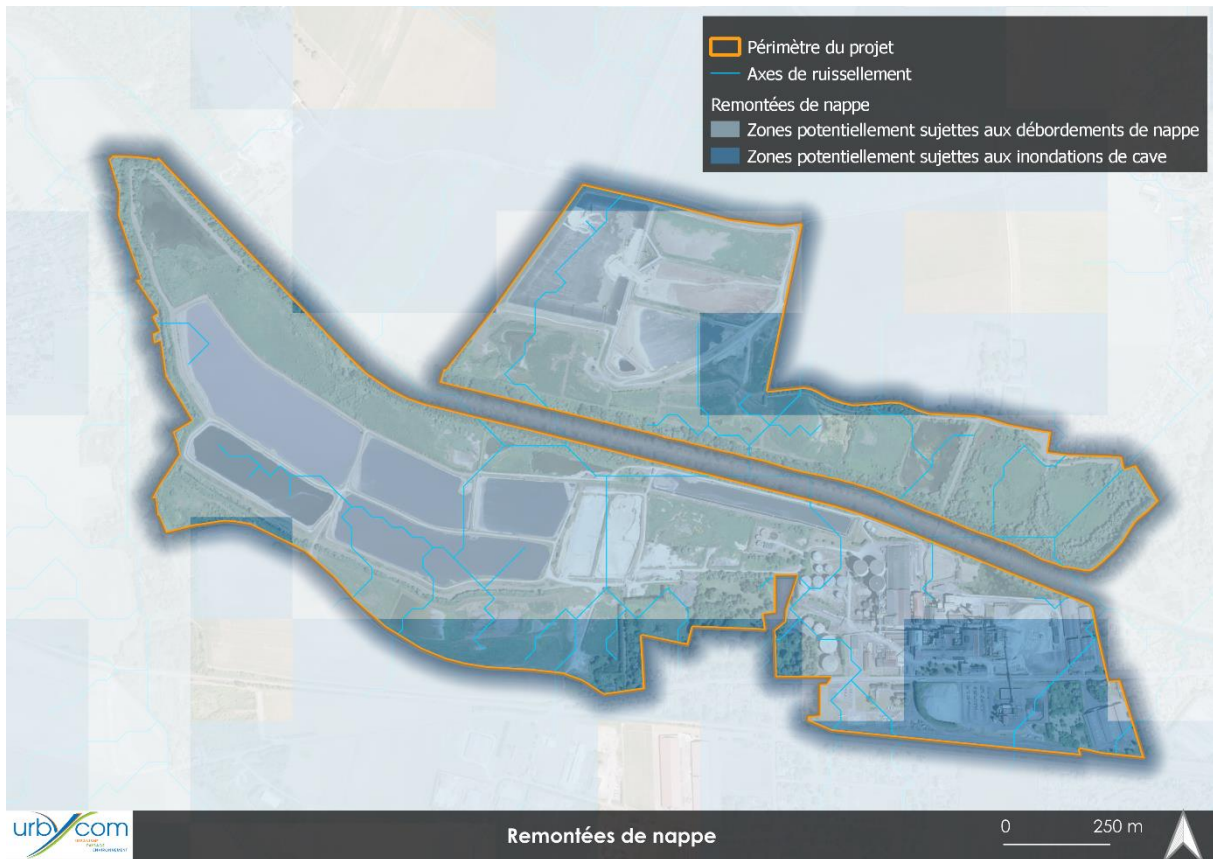 Périmètre du projet
Axes de ruissellement
Remontées de nappe
Zones potentiellement sujettes aux débordements de nappe
Zones potentiellement sujettes aux inondations de cave
urbycom
ENVIRONNEMENT
Remontées de nappe
0 250 m